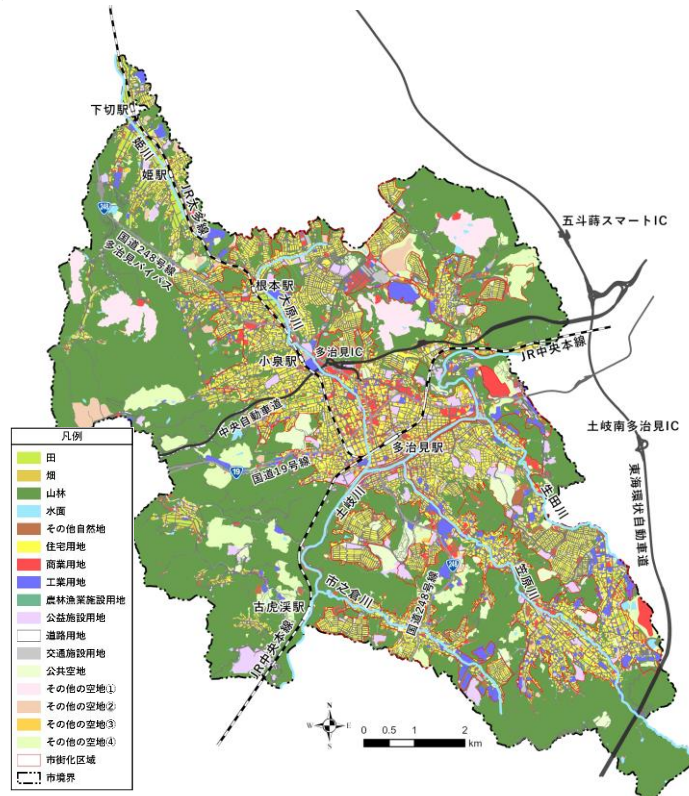 下切駅
姫川
姫駅
JR太多線
248
国道248号線
多治見バイパス
五斗蒔スマートIC
根本駅
大原川
小泉駅
多治見IC
JR中央本線
中央自動車道
土岐南多治見IC
多治見駅
19
国道19号線
土岐川
生田川
東海環状自動車道
248
笠原川
国道248号線
市之倉川
古虎渓駅
JR中央本線
凡例
田
畑
山林
水面
その他自然地
住宅用地
商業用地
工業用地
農林漁業施設用地
公益施設用地
道路用地
交通施設用地
公共空地
その他の空地①
その他の空地②
その他の空地③
その他の空地④
市街化区域
市境界
N
W E
S
0 0.5 1 2
km